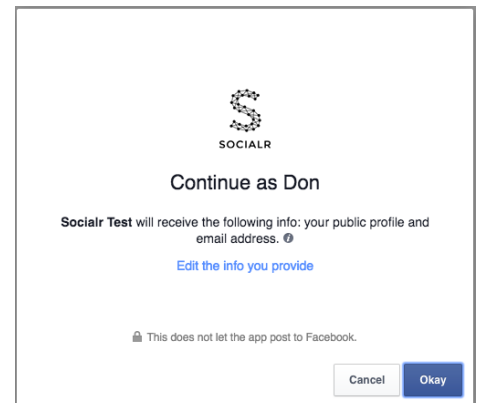 SOCIALR
Continue as Don
Socialr Test will receive the following info: your public profile and
email address. i
Edit the info you provide
This does not let the app post to Facebook.
Cancel Okay